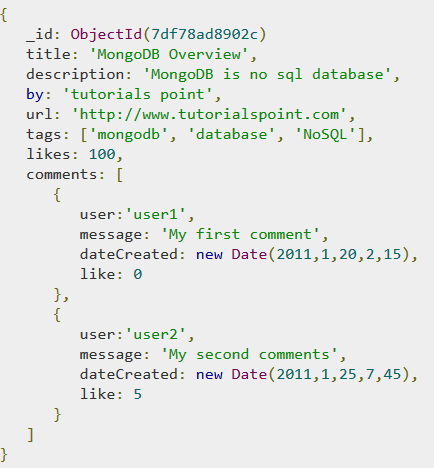 {
_id: ObjectId(7df78ad8902c)
title: 'MongoDB Overview',
description: 'MongoDB is no sql database',
by: 'tutorials point',
url: 'http://www.tutorialspoint.com',
tags: ['mongodb', 'database', 'NoSQL'],
likes: 100,
comments: [
{
user:'user1',
message: 'My first comment',
dateCreated: new Date(2011,1,20,2,15),
like: 0
},
{
user:'user2',
message: 'My second comments',
dateCreated: new Date(2011,1,25,7,45),
like: 5
}
]
}